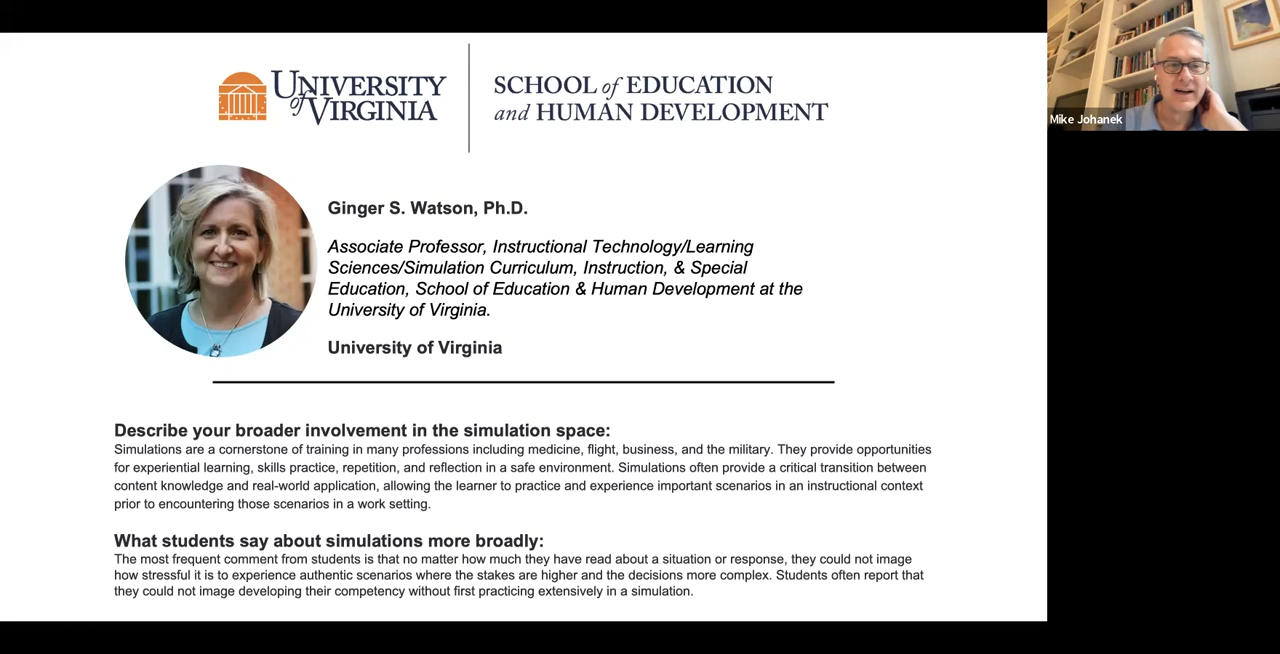 UNIVERSITY
of
VIRGINIA
SCHOOL of EDUCATION
and HUMAN DEVELOPMENT
Mike Johanek
Ginger S. Watson, Ph.D.
Associate Professor, Instructional Technology/Learning
Sciences/Simulation Curriculum, Instruction, & Special
Education, School of Education & Human Development at the
University of Virginia.
University of Virginia
Describe your broader involvement in the simulation space:
Simulations are a cornerstone of training in many professions including medicine, flight, business, and the military. They provide opportunities
for experiential learning, skills practice, repetition, and reflection in a safe environment. Simulations often provide a critical transition between
content knowledge and real-world application, allowing the learner to practice and experience important scenarios in an instructional context
prior to encountering those scenarios in a work setting.
What students say about simulations more broadly:
The most frequent comment from students is that no matter how much they have read about a situation or response, they could not image
how stressful it is to experience authentic scenarios where the stakes are higher and the decisions more complex. Students often report that
they could not image developing their competency without first practicing extensively in a simulation.